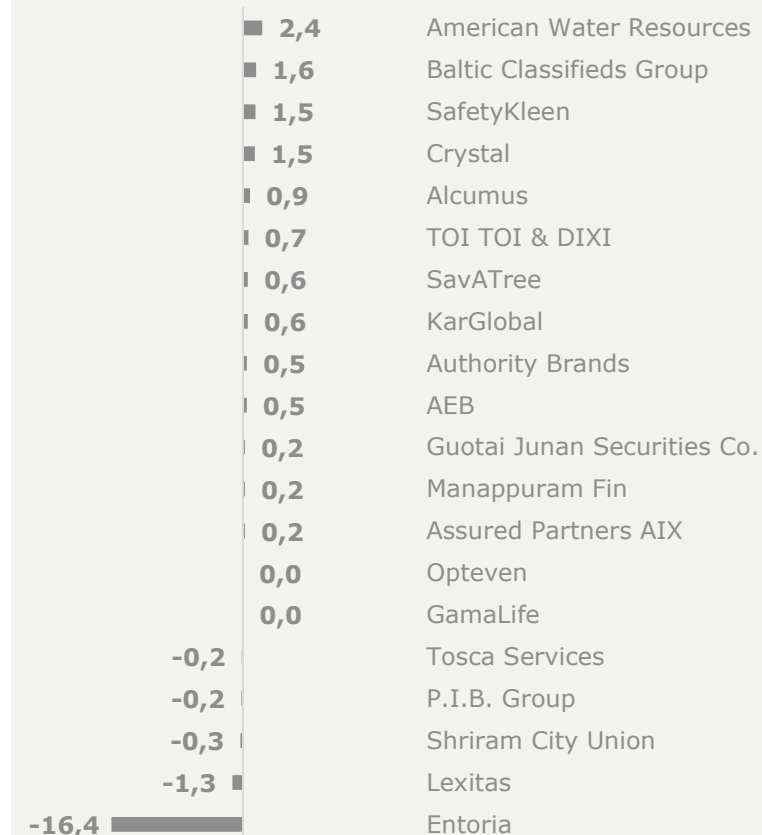 2,4 American Water Resources
1,6 Baltic Classifieds Group
1,5 SafetyKleen
1,5 Crystal
0,9 Alcumus
0,7 TOI TOI & DIXI
0,6 SavATree
0,6 KarGlobal
0,5 Authority Brands
0,5 AEB
0,2 Guotai Junan Securities Co.
0,2 Manappuram Fin
0,2 Assured Partners AIX
0,0 Opteven
0,0 GamaLife
-0,2 Tosca Services
-0,2 P.I.B. Group
-0,3 Shriram City Union
-1,3 Lexitas
-16,4 Entoria